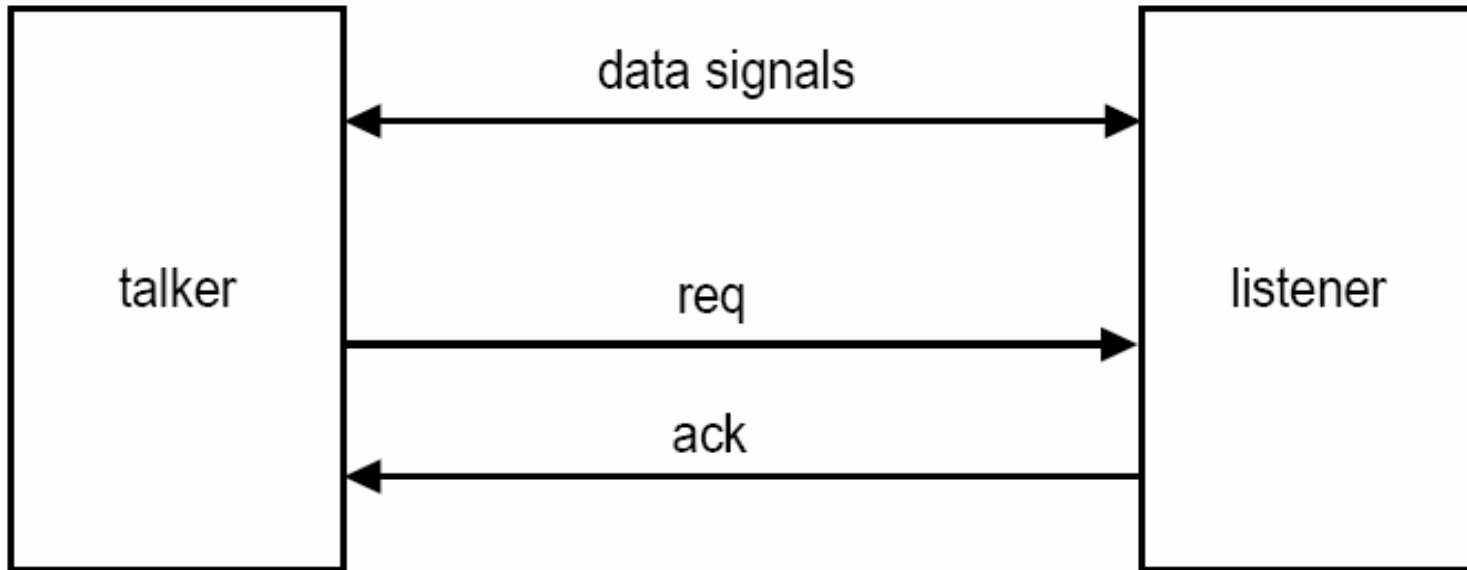 data signals
talker
req
listener
ack